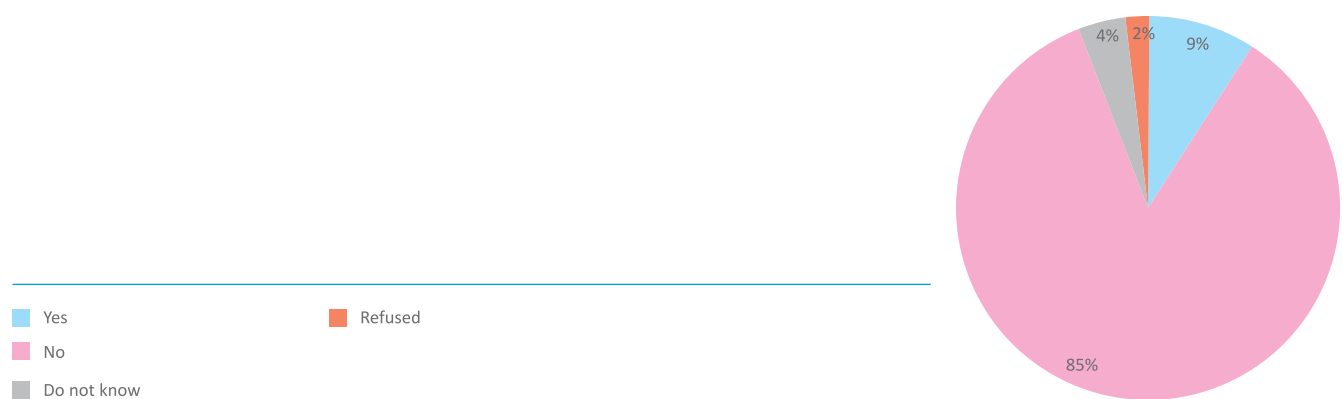 4%
2%
9%
85%
Yes
Refused
No
Do not know